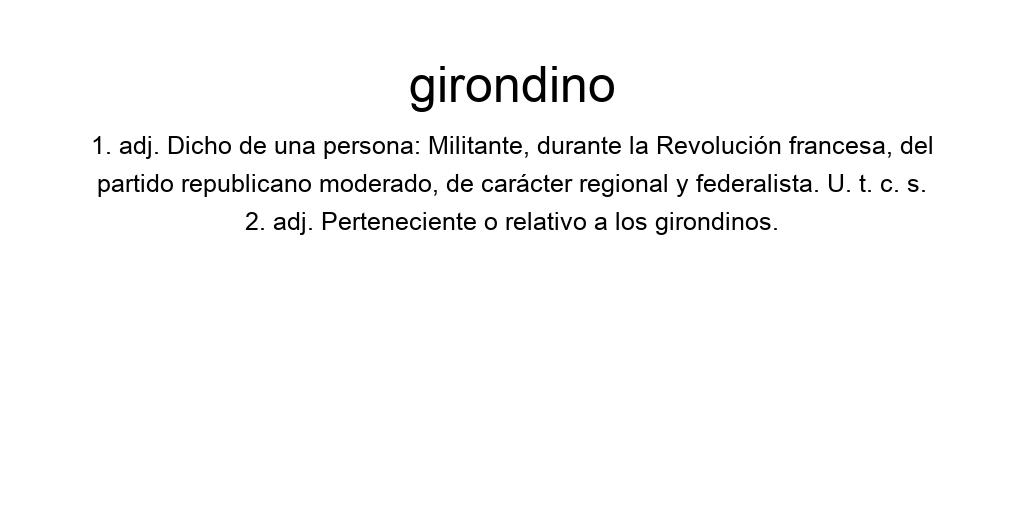 girondino
1. adj. Dicho de una persona: Militante, durante la Revolución francesa, del
partido republicano moderado, de carácter regional y federalista. U. t. c. s.
2. adj. Perteneciente o relativo a los girondinos.